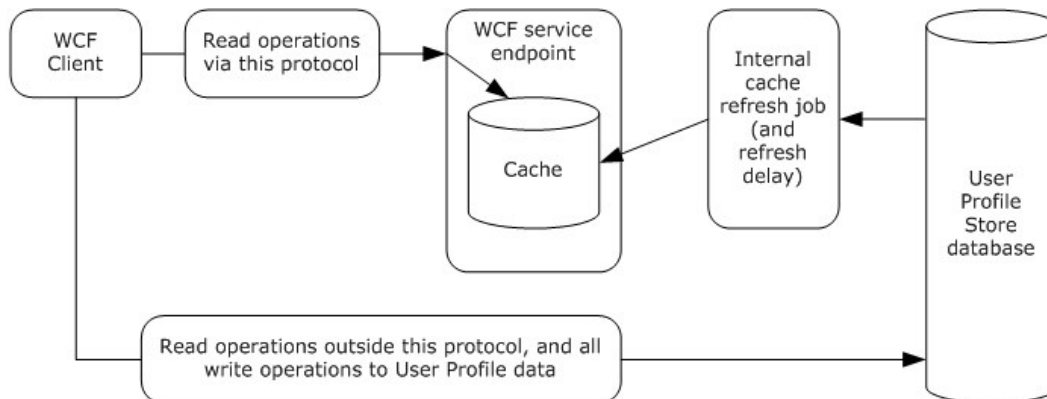 WCF
Client
Read operations
via this protocol
WCF service
endpoint
Cache
Internal
cache
refresh job
(and
refresh
delay)
User
Profile
Store
database
Read operations outside this protocol, and all
write operations to User Profile data